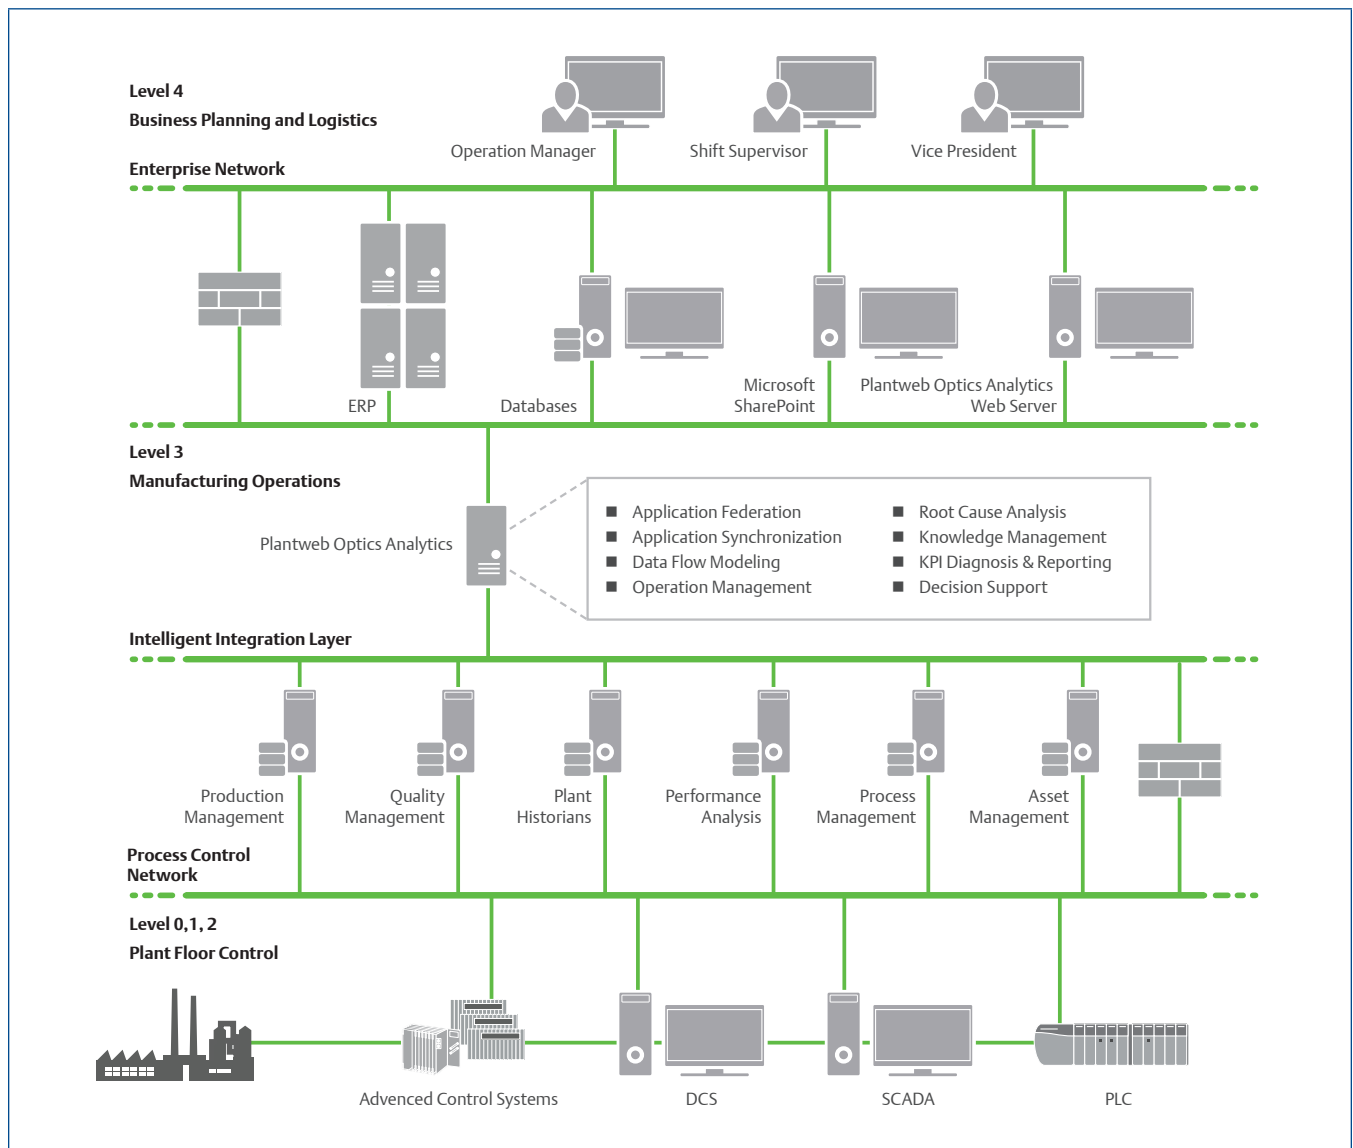 Level 4
Business Planning and Logistics
Operation Manager
Shift Supervisor
Vice President
Enterprise Network
ERP
Databases
Microsoft
SharePoint
Plantweb Optics Analytics
Web Server
Level 3
Manufacturing Operations
Plantweb Optics Analytics
■ Application Federation
■ Application Synchronization
■ Data Flow Modeling
■ Operation Management
■ Root Cause Analysis
■ Knowledge Management
■ KPI Diagnosis & Reporting
■ Decision Support
Intelligent Integration Layer
Production
Management
Quality
Management
Plant
Historians
Performance
Analysis
Process
Management
Asset
Management
Process Control
Network
Level 0,1, 2
Plant Floor Control
Advenced Control Systems
DCS
SCADA
PLC